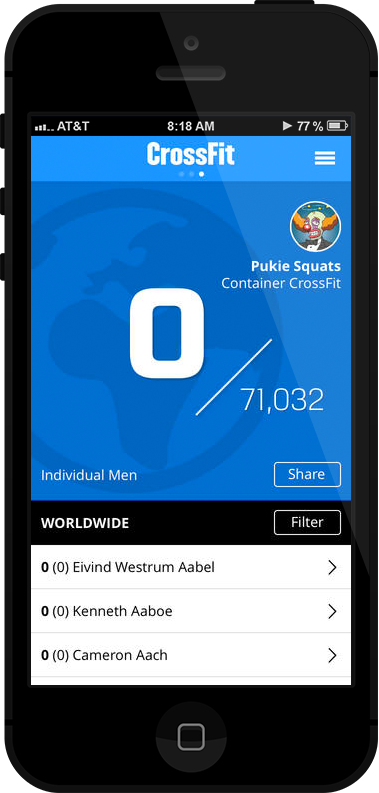 AT&T 8:18 AM 77 %
CrossFit
Pukie Squats
Container CrossFit
0
71,032
Individual Men
Share
WORLDWIDE
Filter
0 (0) Eivind Westrum Aabel
0 (0) Kenneth Aaboe
0 (0) Cameron Aach